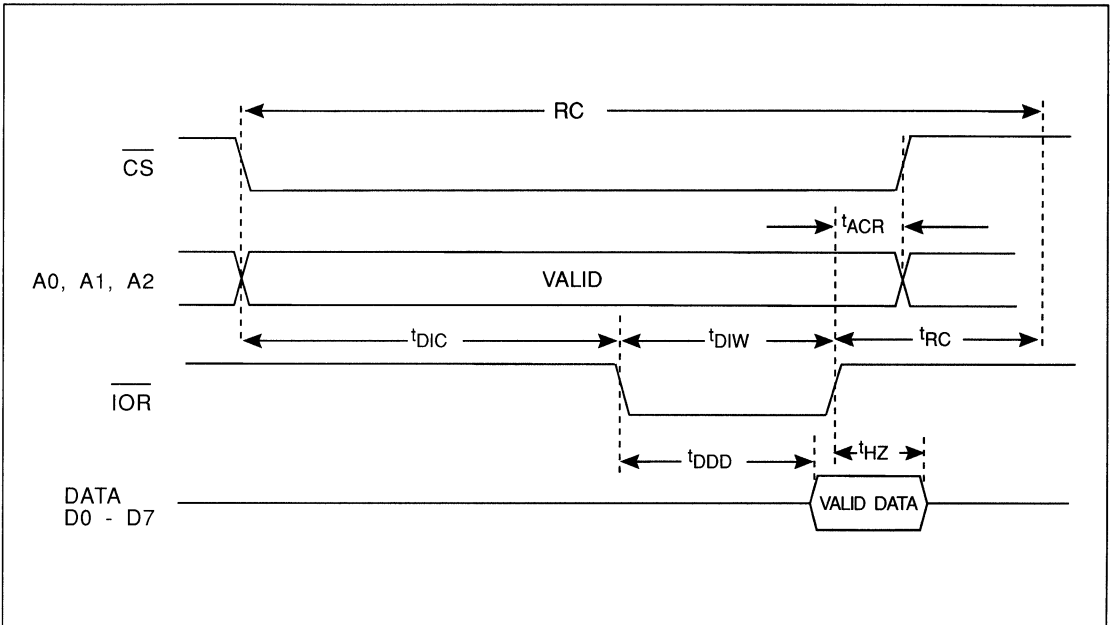 RC
CS
tACR
A0, A1, A2
VALID
tDIC
tDIW
tRC
IOR
tDDD
tHZ
DATA
D0 - D7
VALID DATA